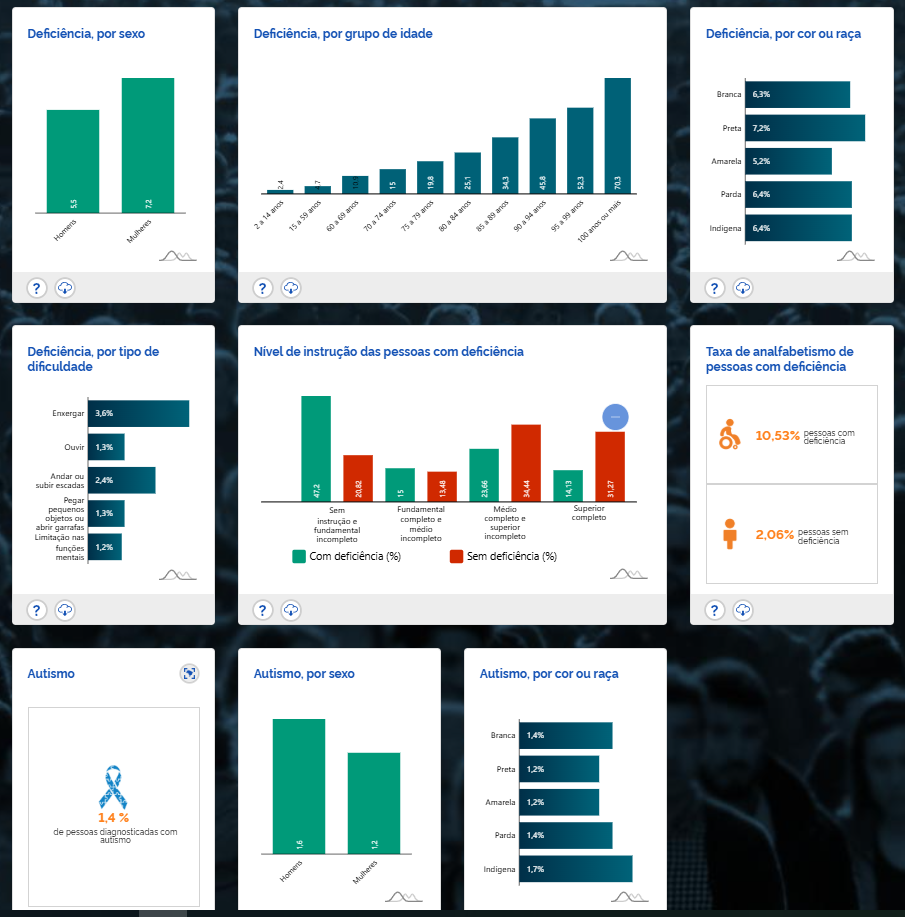 Deficiência, por sexo
5,5
7,2
Homens
Mulheres
?
Deficiência, por grupo de idade
2,4
4,7
10,9
15
19,8
25,1
34,3
45,8
52,3
70,3
2 a 14 anos
15 a 59 anos
60 a 69 anos
70 a 74 anos
75 a 79 anos
80 a 84 anos
85 a 89 anos
90 a 94 anos
95 a 99 anos
100 anos ou mais
?
Deficiência, por cor ou raça
Branca 6,3%
Preta 7,2%
Amarela 5,2%
Parda 6,4%
Indígena 6,4%
?
Deficiência, por tipo de
dificuldade
Enxergar 3,6%
Ouvir 1,3%
Andar ou
subir escadas 2,4%
Pegar
pequenos
objetos ou 1,3%
abrir garrafas
Limitação nas
funções 1,2%
mentais
?
Nível de instrução das pessoas com deficiência
47,2
20,82
15
13,48
23,66
34,44
14,13
31,27
Sem
instrução e
fundamental
incompleto
Fundamental
completo e
médio
incompleto
Médio
completo e
superior
incompleto
Superior
completo
Com deficiência (%)
Sem deficiência (%)
?
Taxa de analfabetismo de
pessoas com deficiência
10,53% pessoas com
deficiência
2,06% pessoas sem
deficiência
?
Autismo
1,4 %
de pessoas diagnosticadas com
autismo
Autismo, por sexo
1,6
1,2
Homens
Mulheres
Autismo, por cor ou raça
Branca 1,4%
Preta 1,2%
Amarela 1,2%
Parda 1,4%
Indígena 1,7%